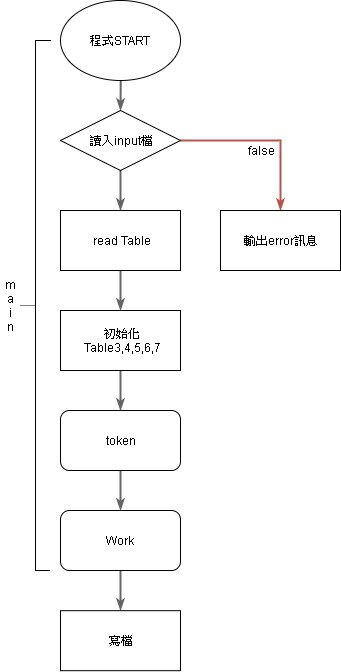 程式START
讀入input檔
false
read Table
輸出error訊息
main
初始化
Table3,4,5,6,7
token
Work
寫檔